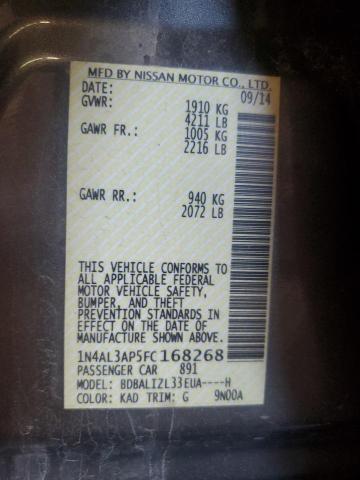 MFD BY NISSAN MOTOR CO., LTD.
DATE: 09/14
GVWR: 1910 KG
4211 LB
GAWR FR.: 1005 KG
2216 LB
GAWR RR.: 940 KG
2072 LB
THIS VEHICLE CONFORMS TO
ALL APPLICABLE FEDERAL
MOTOR VEHICLE SAFETY,
BUMPER, AND THEFT
PREVENTION STANDARDS IN
EFFECT ON THE DATE OF
MANUFACTURE SHOWN ABOVE.
1N4AL3AP5FC168268
PASSENGER CAR 891
MODEL: BDBALIZL33EUA----H
COLOR: KAD TRIM: G 9N00A